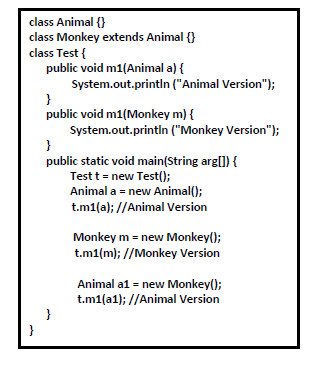 class Animal {}
class Monkey extends Animal {}
class Test {
public void m1(Animal a) {
System.out.println ("Animal Version");
}
public void m1(Monkey m) {
System.out.println ("Monkey Version");
}
public static void main(String arg[]) {
Test t = new Test();
Animal a = new Animal();
t.m1(a); //Animal Version
Monkey m = new Monkey();
t.m1(m); //Monkey Version
Animal a1 = new Monkey();
t.m1(a1); //Animal Version
}
}